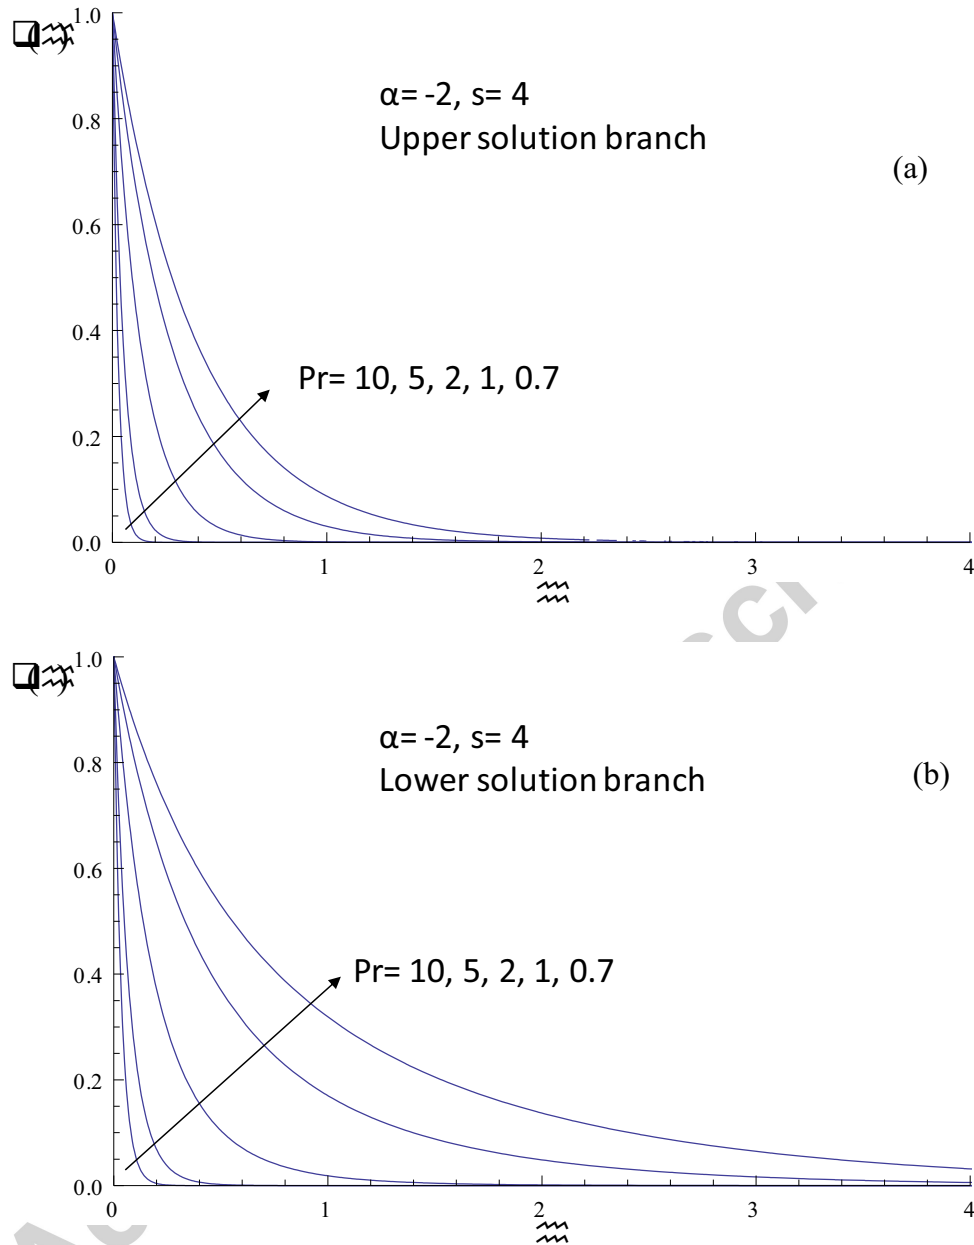 1.0
❑(♒)
α= -2, s= 4
Upper solution branch
0.8
(a)
0.6
0.4
Pr= 10, 5, 2, 1, 0.7
0.2
0.0
0 1 2 3 4
♒
1.0
❑(♒)
α= -2, s= 4
Lower solution branch
0.8
(b)
0.6
0.4
Pr= 10, 5, 2, 1, 0.7
0.2
0.0
0 1 2 3 4
♒